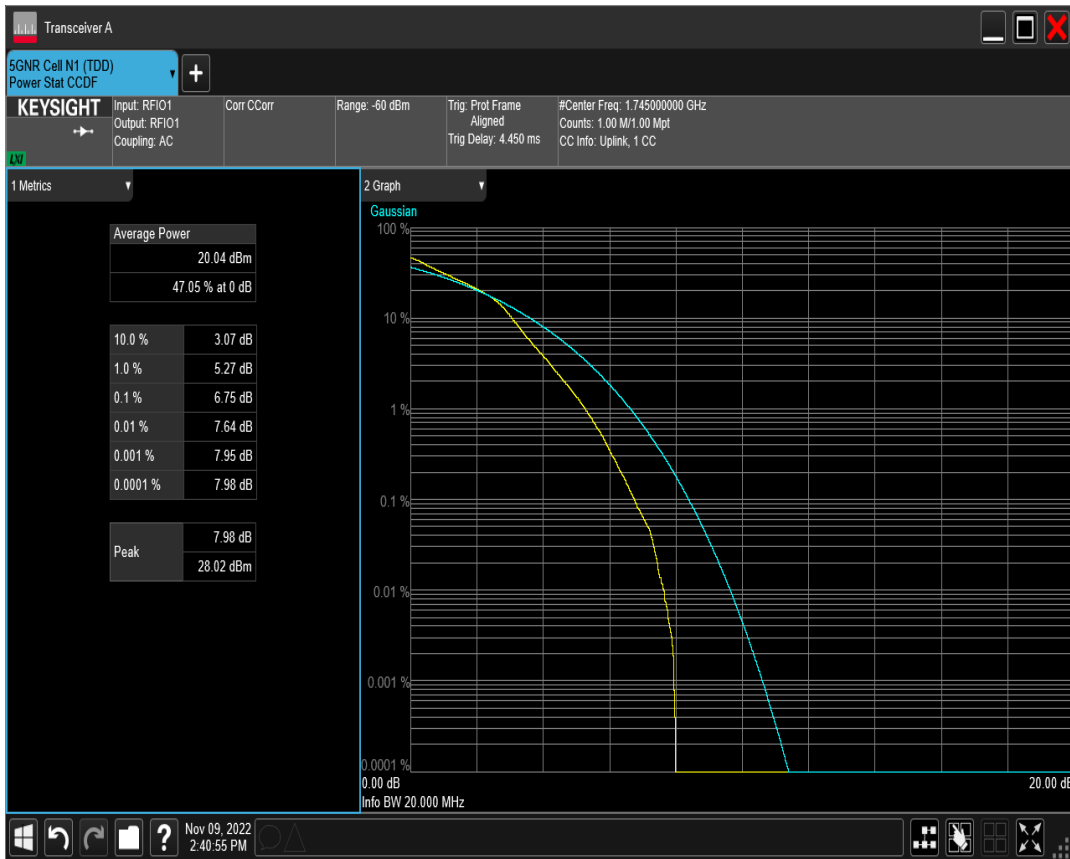 Transceiver A
5GNR Cell N1 (TDD)
Power Stat CCDF
+
KEYSIGHT
LXI
Input: RFIO1
Output: RFIO1
Coupling: AC
Corr CCorr
Range: -60 dBm
Trig: Prot Frame
Aligned
Trig Delay: 4.450 ms
#Center Freq: 1.745000000 GHz
Counts: 1.00 M/1.00 Mpt
CC Info: Uplink, 1 CC
1 Metrics
Average Power
20.04 dBm
47.05 % at 0 dB
10.0 % 3.07 dB
1.0 % 5.27 dB
0.1 % 6.75 dB
0.01 % 7.64 dB
0.001 % 7.95 dB
0.0001 % 7.98 dB
Peak
7.98 dB
28.02 dBm
2 Graph
Gaussian
100 %
10 %
1 %
0.1 %
0.01 %
0.001 %
0.0001 %
0.00 dB 20.00 dB
Info BW 20.000 MHz
?
Nov 09, 2022
2:40:55 PM